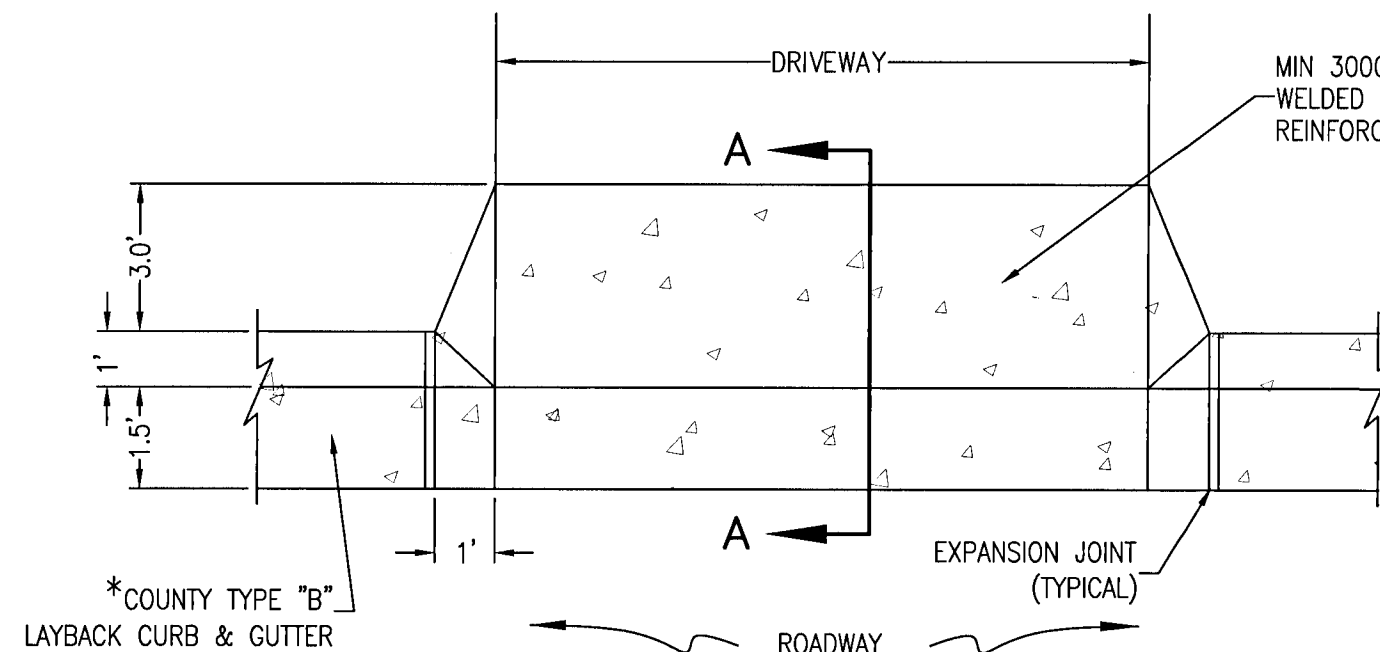 DRIVEWAY
MIN 3000
WELDED
REINFORC
A
3.0'
1'
1.5'
1'
A
EXPANSION JOINT
(TYPICAL)
*COUNTY TYPE "B"
LAYBACK CURB & GUTTER
ROADWAY